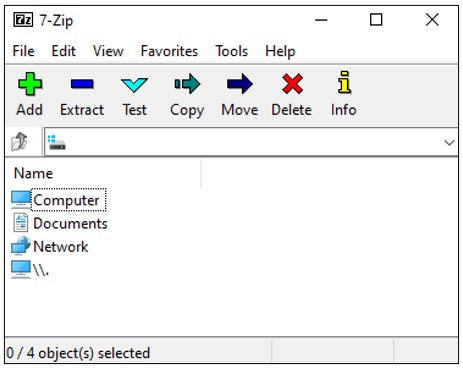 7z 7-Zip
File Edit View Favorites Tools Help
Add Extract Test Copy Move Delete Info
Name
Computer
Documents
Network
\\.
0 / 4 object(s) selected